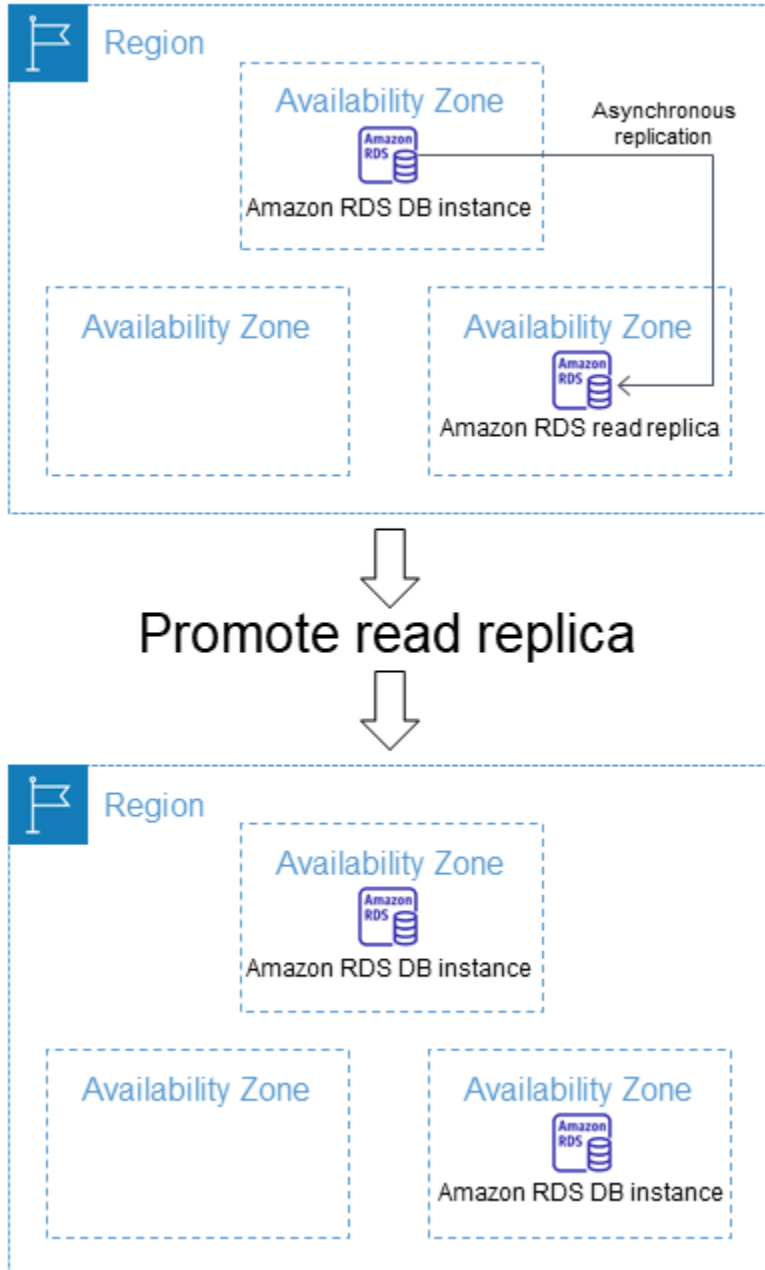 Region
Availability Zone
Amazon
RDS
Amazon RDS DB instance
Asynchronous
replication
Availability Zone
Availability Zone
Amazon
RDS
Amazon RDS read replica
Promote read replica
Region
Availability Zone
Amazon
RDS
Amazon RDS DB instance
Availability Zone
Availability Zone
Amazon
RDS
Amazon RDS DB instance